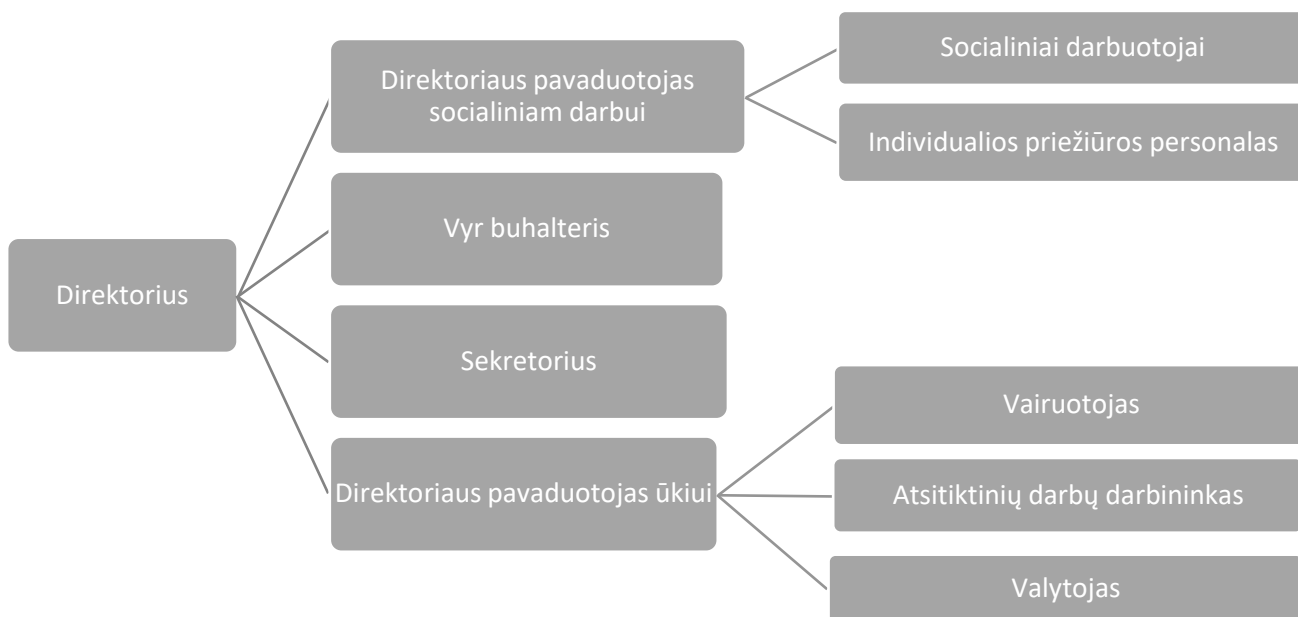 Direktorius
Direktoriaus pavaduotojas
socialiniam darbui
Vyr buhalteris
Sekretorius
Direktoriaus pavaduotojas ūkiui
Socialiniai darbuotojai
Individualios priežiūros personalas
Vairuotojas
Atsitiktinių darbų darbininkas
Valytojas